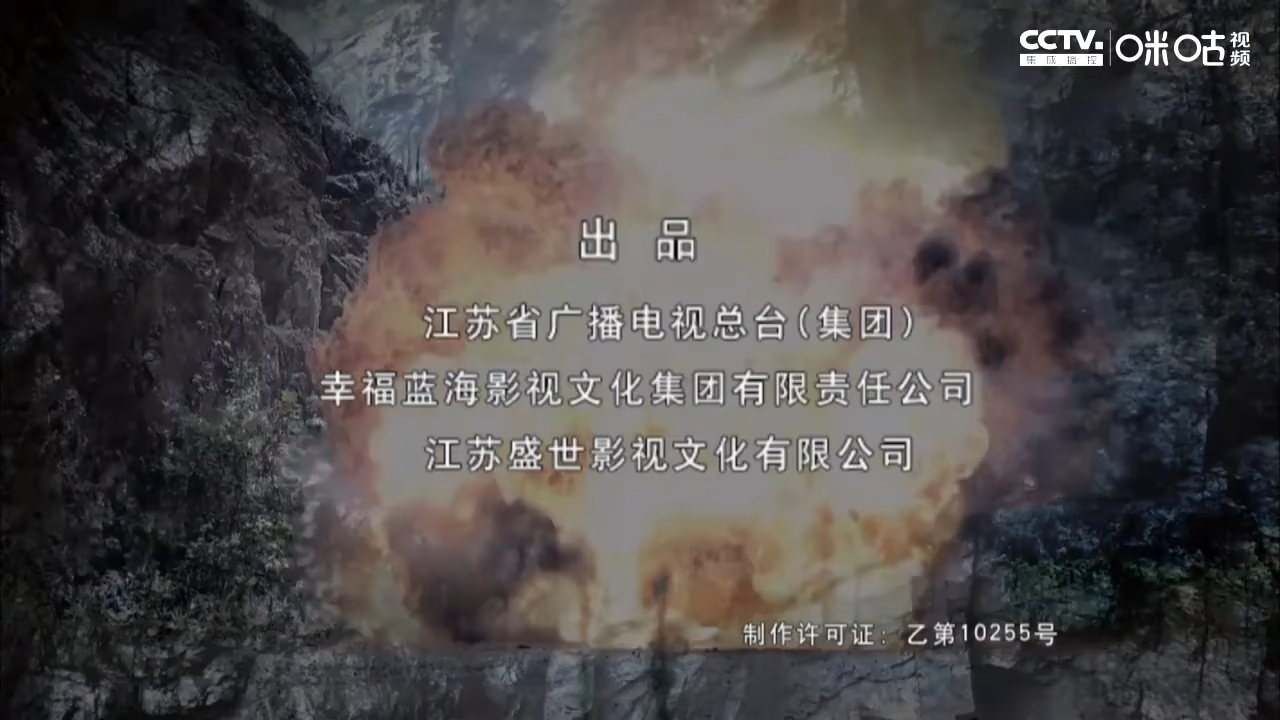 CCTV.
集成播控
咪咕
视频
出 品
江苏省广播电视总台(集团)
幸福蓝海影视文化集团有限责任公司
江苏盛世影视文化有限公司
制作许可证：乙第10255号